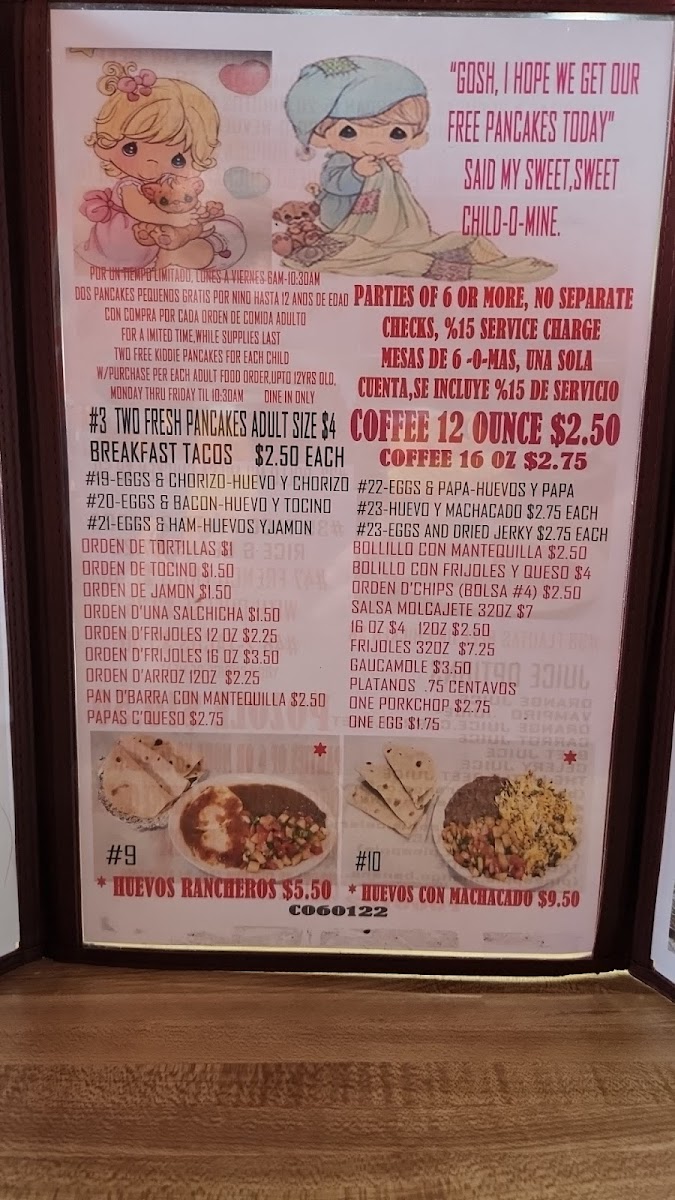 "GOSH, I HOPE WE GET OUR
FREE PANCAKES TODAY"
SAID MY SWEET,SWEET
CHILD-O-MINE.
POR UN TIEMPO LIMITADO, LUNES A VIERNES 6AM-10:30AM
DOS PANCAKES PEQUENOS GRATIS POR NINO HASTA 12 ANOS DE EDAD
CON COMPRA POR CADA ORDEN DE COMIDA ADULTO
FOR A IMITED TIME,WHILE SUPPLIES LAST
TWO FREE KIDDIE PANCAKES FOR EACH CHILD
W/PURCHASE PER EACH ADULT FOOD ORDER,UPTO 12YRS OLD,
MONDAY THRU FRIDAY TIL 10:30AM DINE IN ONLY
PARTIES OF 6 OR MORE, NO SEPARATE
CHECKS, %15 SERVICE CHARGE
MESAS DE 6 -O-MAS, UNA SOLA
CUENTA,SE INCLUYE %15 DE SERVICIO
#3 TWO FRESH PANCAKES ADULT SIZE $4
BREAKFAST TACOS $2.50 EACH
#19-EGGS & CHORIZO-HUEVO Y CHORIZO
#20-EGGS & BACON-HUEVO Y TOCINO
#21-EGGS & HAM-HUEVOS YJAMON
ORDEN DE TORTILLAS $1
ORDEN DE TOCINO $1.50
ORDEN DE JAMON $1.50
ORDEN D'UNA SALCHICHA $1.50
ORDEN D'FRIJOLES 12 OZ $2.25
ORDEN D'FRIJOLES 16 OZ $3.50
ORDEN D'ARROZ 12OZ $2.25
PAN D'BARRA CON MANTEQUILLA $2.50
PAPAS C'QUESO $2.75
COFFEE 12 OUNCE $2.50
COFFEE 16 OZ $2.75
#22-EGGS & PAPA-HUEVOS Y PAPA
#23-HUEVO Y MACHACADO $2.75 EACH
#23-EGGS AND DRIED JERKY $2.75 EACH
BOLLILLO CON MANTEQUILLA $2.50
BOLILLO CON FRIJOLES Y QUESO $4
ORDEN D'CHIPS (BOLSA #4) $2.50
SALSA MOLCAJETE 32OZ $7
16 OZ $4 12OZ $2.50
FRIJOLES 32OZ $7.25
GAUCAMOLE $3.50
PLATANOS .75 CENTAVOS
ONE PORKCHOP $2.75
ONE EGG $1.75
#9
* HUEVOS RANCHEROS $5.50
#10
* HUEVOS CON MACHACADO $9.50
CO60122